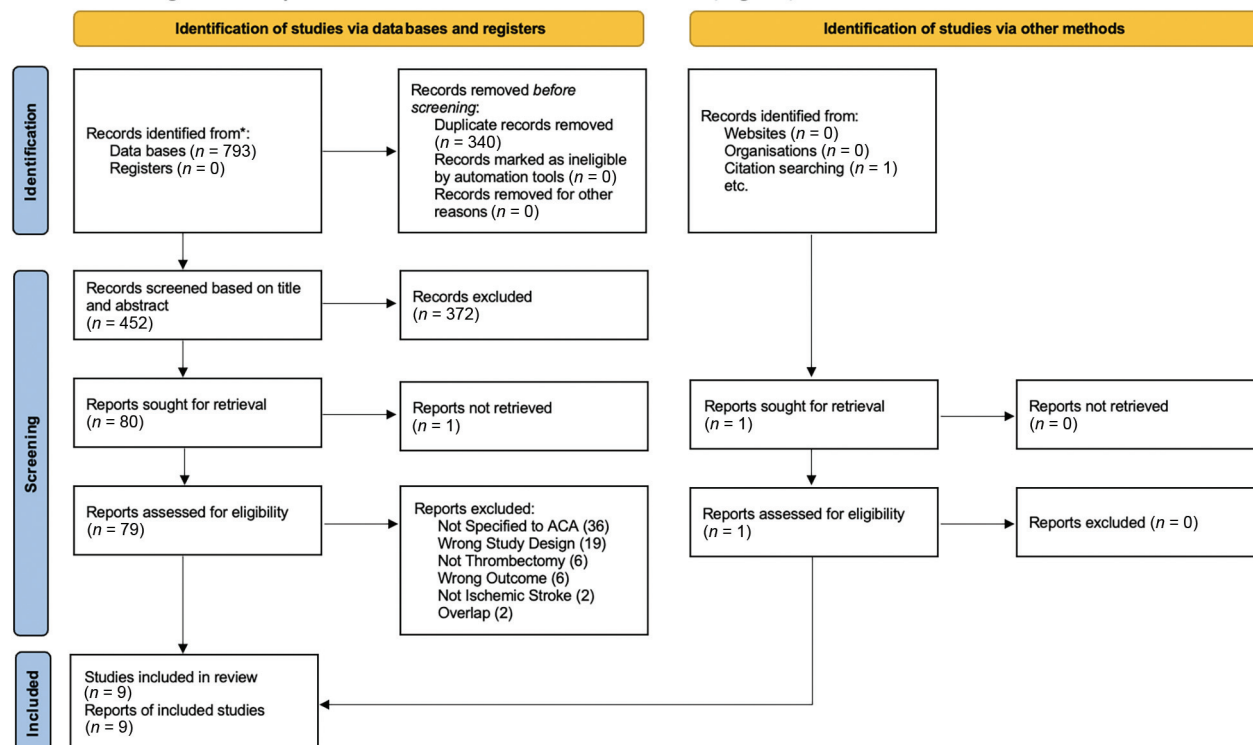 Identification of studies via databases and registers
Identification of studies via other methods
Identification
Records identified from*:
Data bases (n = 793)
Registers (n = 0)
Records removed before
screening:
Duplicate records removed
(n = 340)
Records marked as ineligible
by automation tools (n = 0)
Records removed for other
reasons (n = 0)
Records identified from:
Websites (n = 0)
Organisations (n = 0)
Citation searching (n = 1)
etc.
Screening
Records screened based on title
and abstract
(n = 452)
Records excluded
(n = 372)
Reports sought for retrieval
(n = 80)
Reports not retrieved
(n = 1)
Reports sought for retrieval
(n = 1)
Reports not retrieved
(n = 0)
Reports assessed for eligibility
(n = 79)
Reports excluded:
Not Specified to ACA (36)
Wrong Study Design (19)
Not Thrombectomy (6)
Wrong Outcome (6)
Not Ischemic Stroke (2)
Overlap (2)
Reports assessed for eligibility
(n = 1)
Reports excluded (n = 0)
Included
Studies included in review
(n = 9)
Reports of included studies
(n = 9)